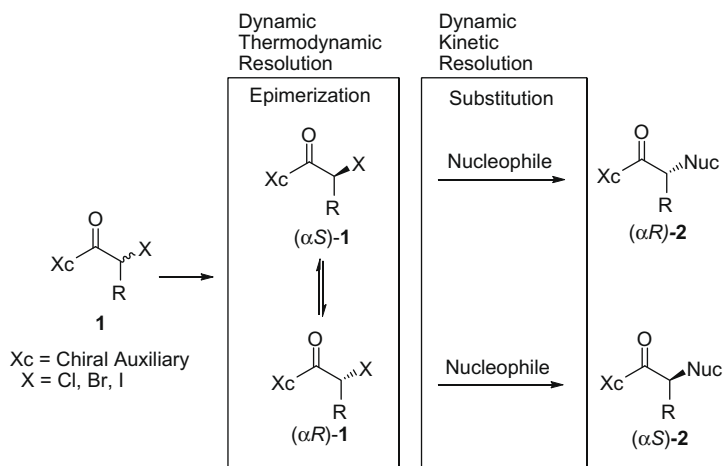 Dynamic
Thermodynamic
Resolution
Dynamic
Kinetic
Resolution
Epimerization
Substitution
O
Xc
X
R
(αS)-1
Nucleophile
O
Xc
Nuc
R
(αR)-2
O
Xc
X
R
1
Xc = Chiral Auxiliary
X = Cl, Br, I
O
Xc
X
R
(αR)-1
Nucleophile
O
Xc
Nuc
R
(αS)-2